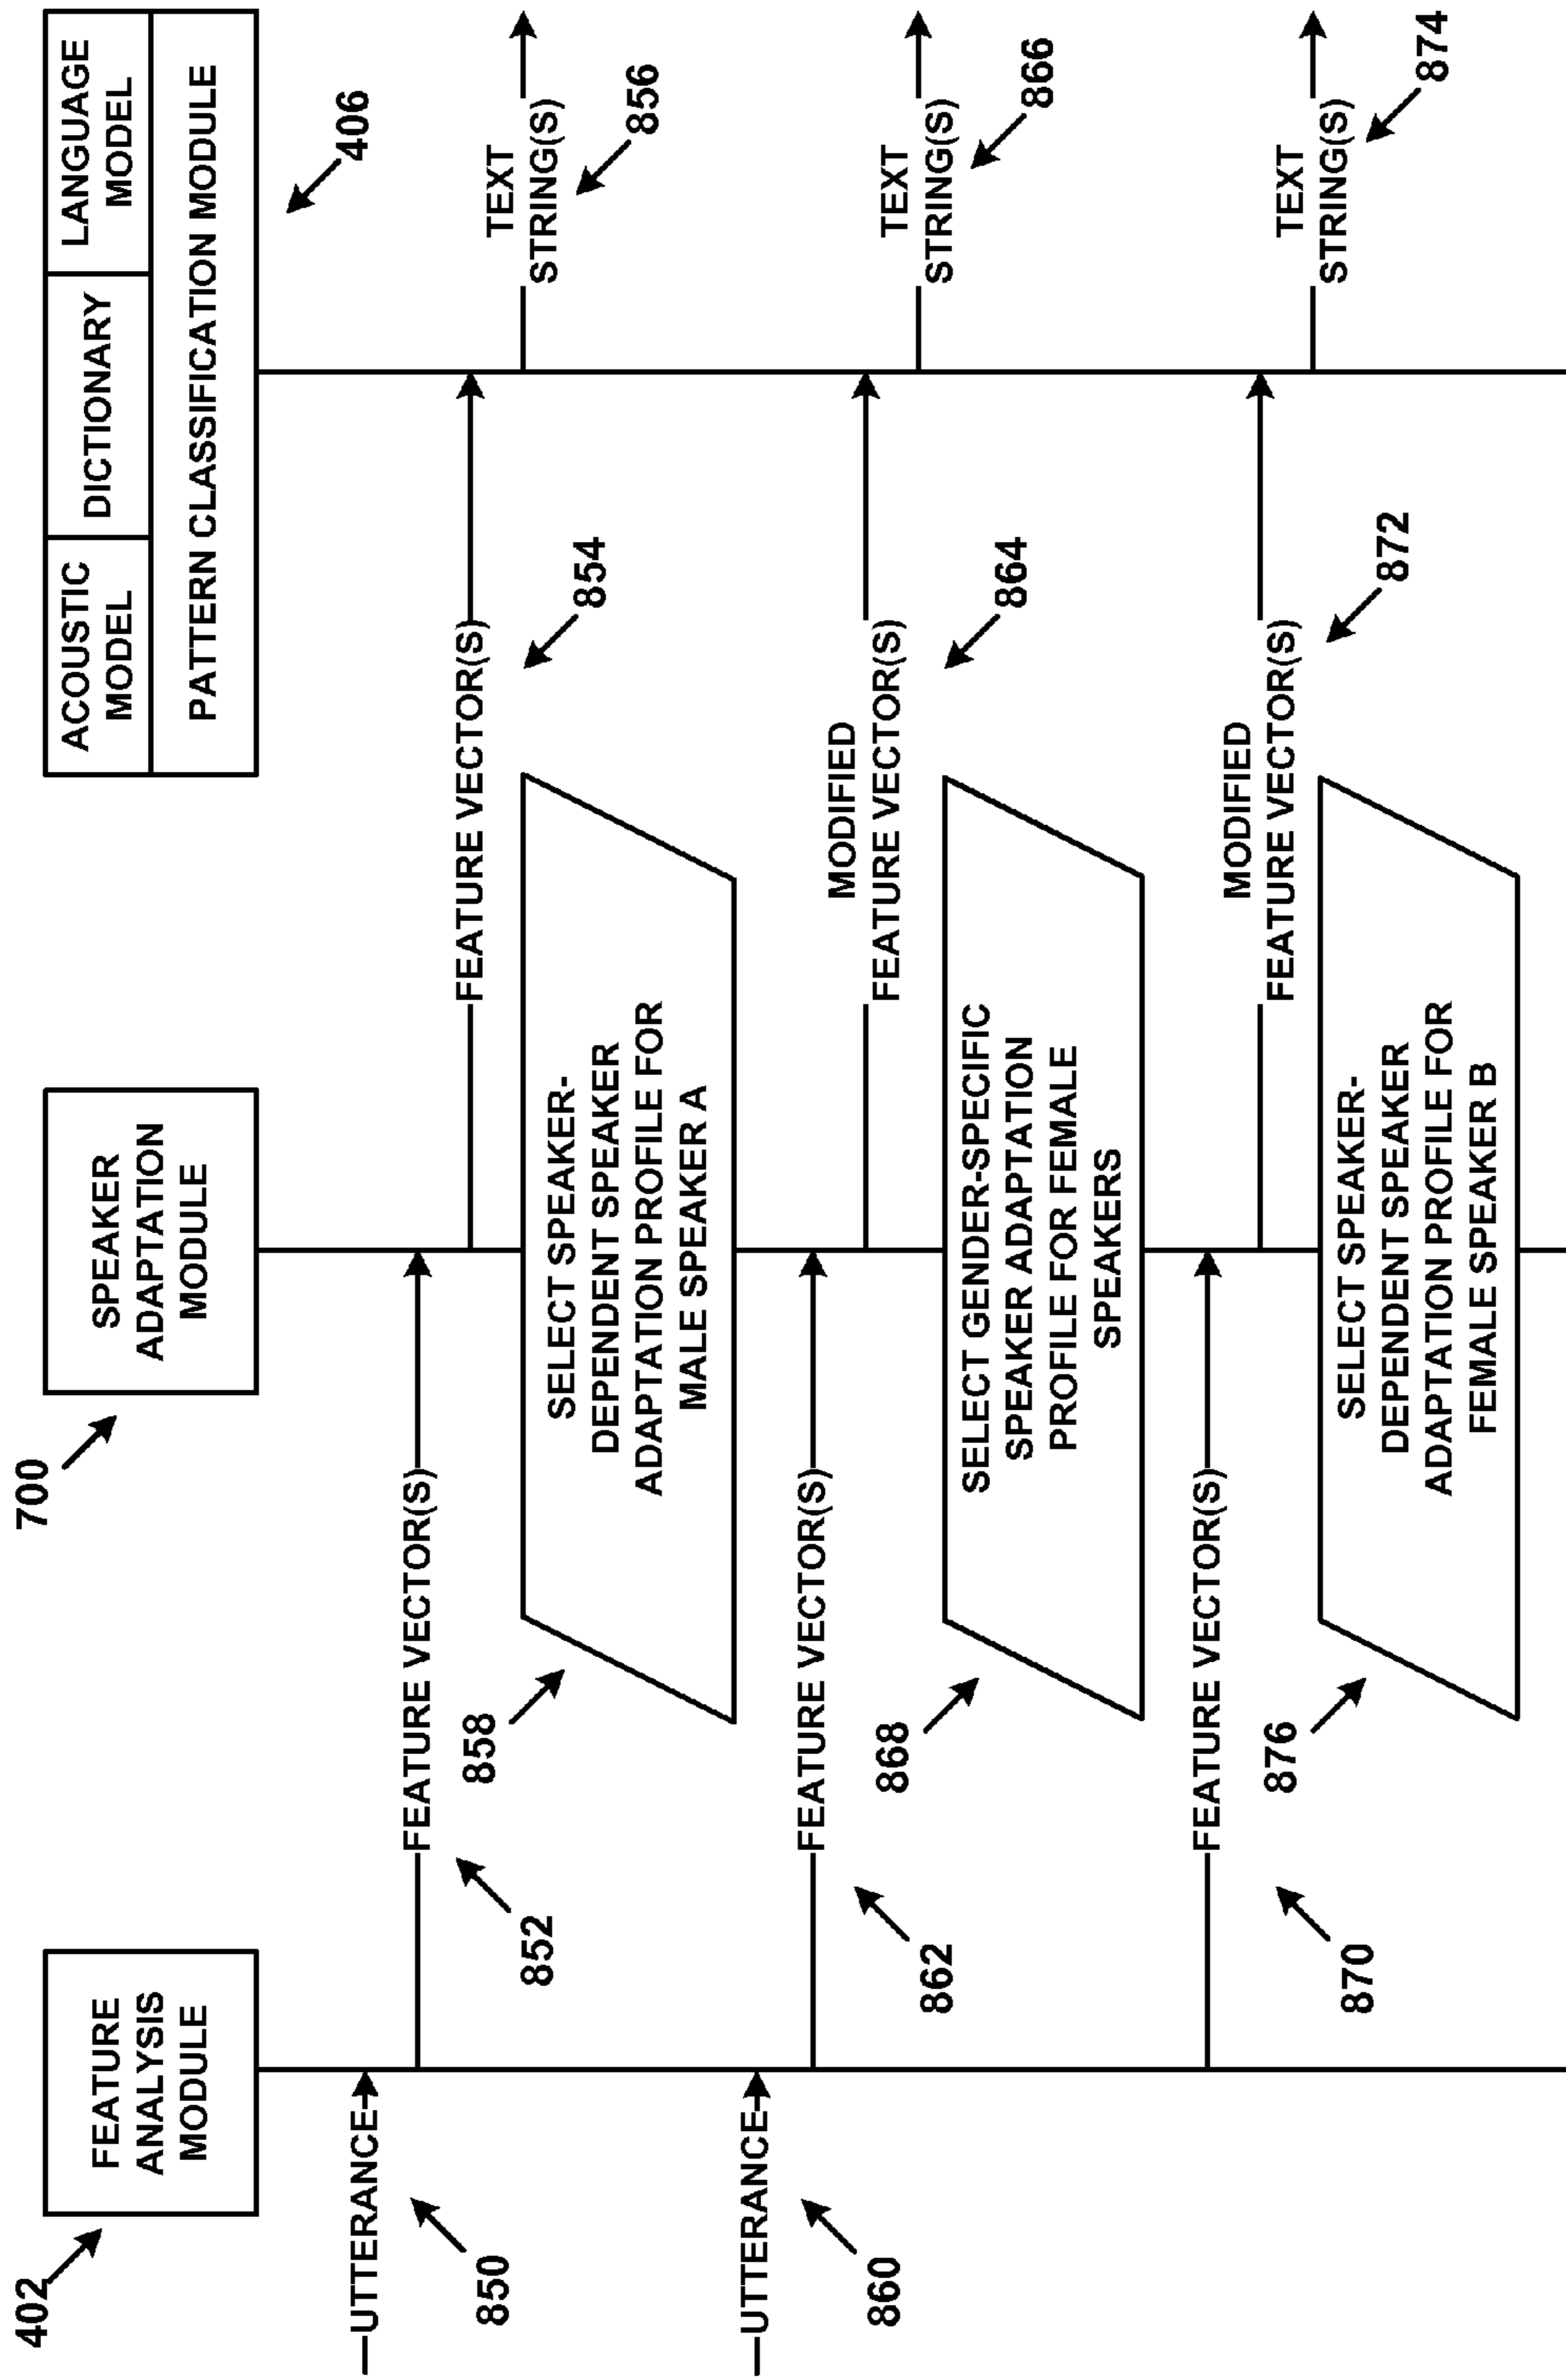 402
FEATURE
ANALYSIS
MODULE
700
SPEAKER
ADAPTATION
MODULE
ACOUSTIC
MODEL
DICTIONARY
LANGUAGE
MODEL
PATTERN CLASSIFICATION MODULE
406
UTTERANCE
850
FEATURE VECTOR(S)
852
FEATURE VECTOR(S)
854
TEXT
STRING(S)
856
858
SELECT SPEAKER-
DEPENDENT SPEAKER
ADAPTATION PROFILE FOR
MALE SPEAKER A
UTTERANCE
860
FEATURE VECTOR(S)
862
MODIFIED
FEATURE VECTOR(S)
864
TEXT
STRING(S)
866
868
SELECT GENDER-SPECIFIC
SPEAKER ADAPTATION
PROFILE FOR FEMALE
SPEAKERS
FEATURE VECTOR(S)
870
MODIFIED
FEATURE VECTOR(S)
872
TEXT
STRING(S)
874
876
SELECT SPEAKER-
DEPENDENT SPEAKER
ADAPTATION PROFILE FOR
FEMALE SPEAKER B